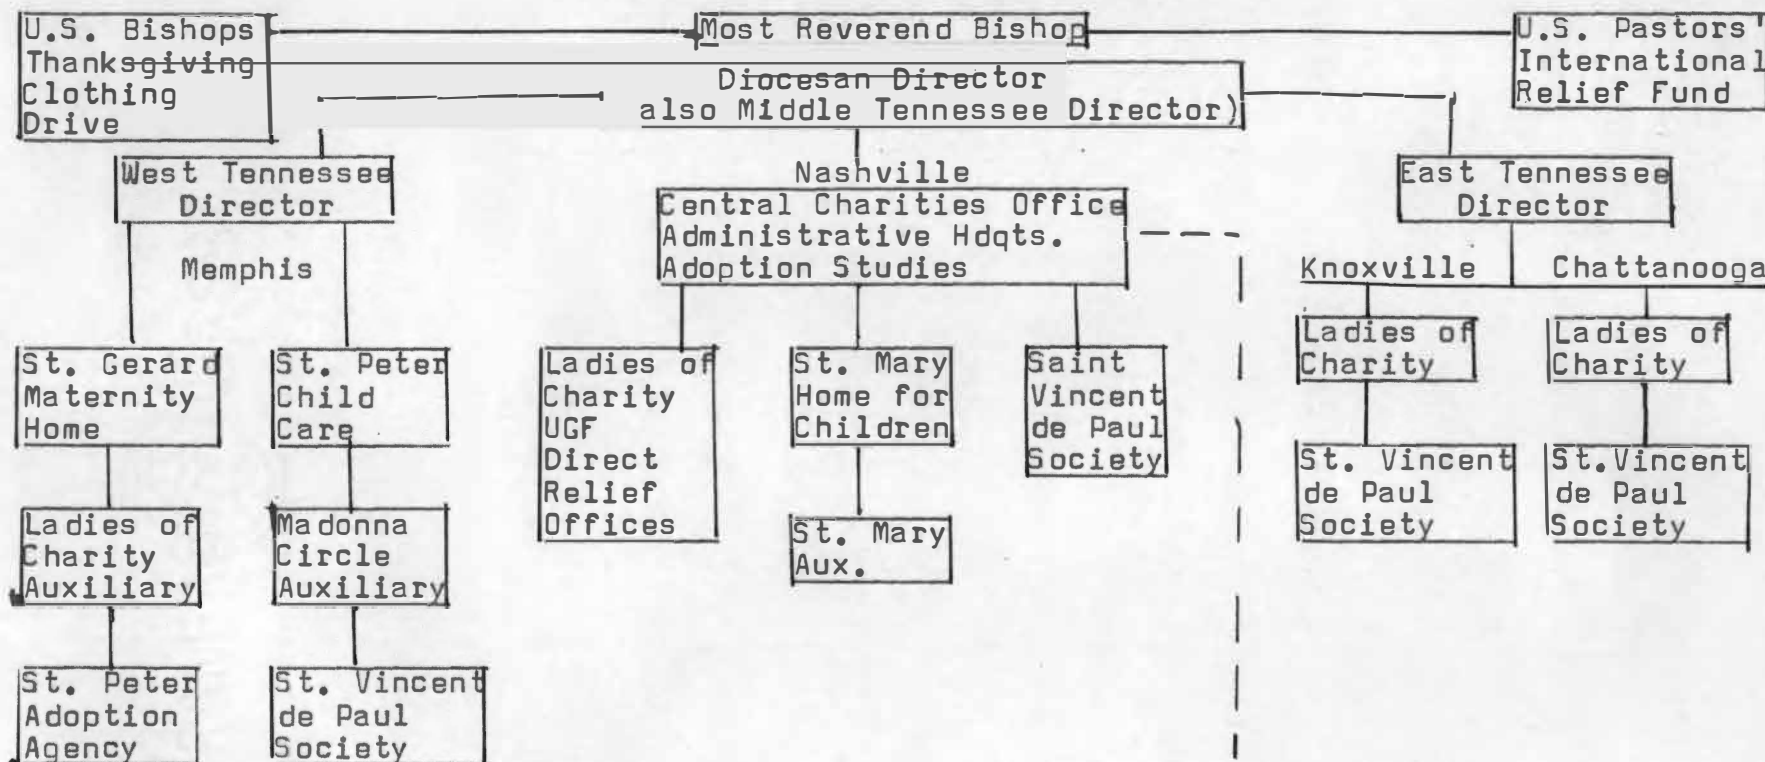 U.S. Bishops
Thanksgiving
Clothing
Drive
Most Reverend Bishop
U.S. Pastors'
International
Relief Fund
Diocesan Director
also Middle Tennessee Director)
West Tennessee
Director
Memphis
St. Gerard
Maternity
Home
Ladies of
Charity
Auxiliary
St. Peter
Adoption
Agency
St. Peter
Child
Care
Madonna
Circle
Auxiliary
St. Vincent
de Paul
Society
Nashville
Central Charities Office
Administrative Hdqts.
Adoption Studies
Ladies of
Charity
UGF
Direct
Relief
Offices
St. Mary
Home for
Children
St. Mary
Aux.
Saint
Vincent
de Paul
Society
East Tennessee
Director
Knoxville
Ladies of
Charity
St. Vincent
de Paul
Society
Chattanooga
Ladies of
Charity
St.Vincent
de Paul
Society